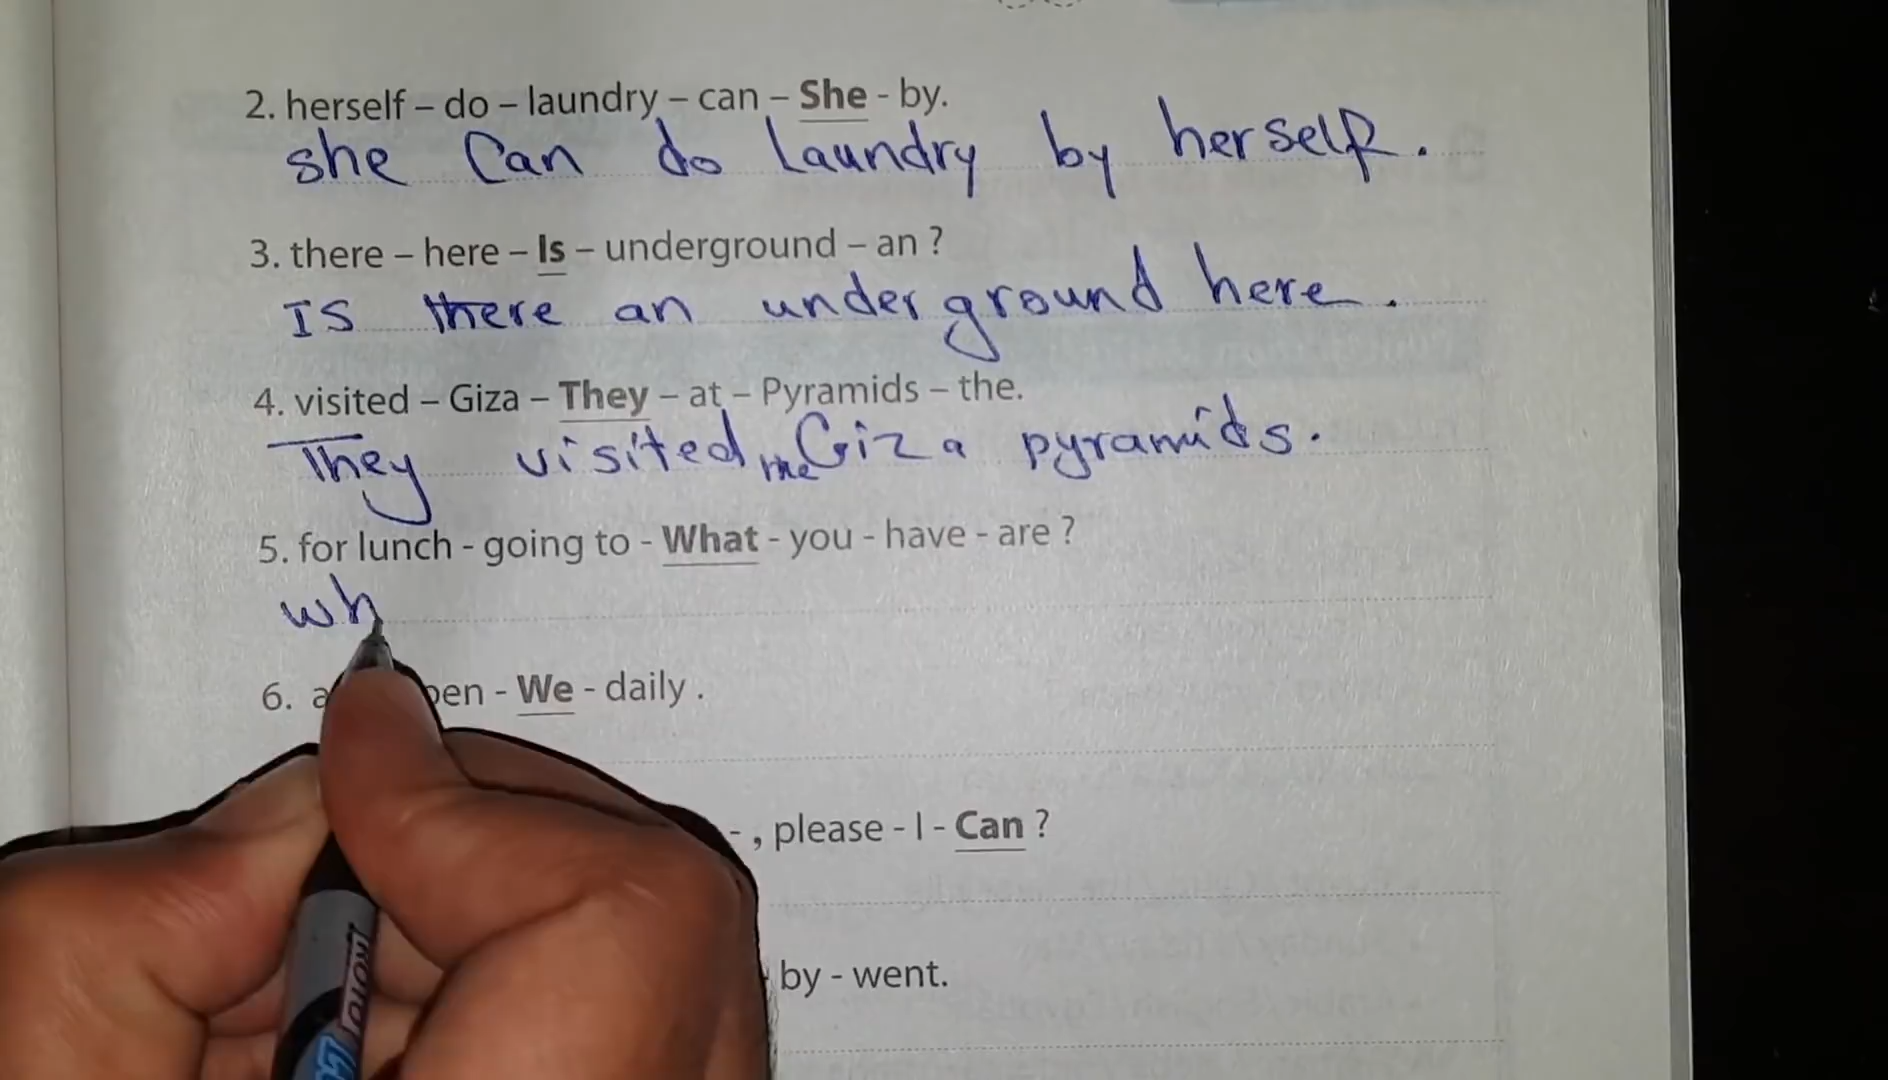 2. herself – do – laundry – can – She - by.
she Can do Laundry by herself.
3. there – here – Is – underground – an ?
IS there an underground here.
4. visited – Giza – They – at – Pyramids – the.
They visited the Giza pyramids.
5. for lunch - going to - What - you - have - are ?
wh
6. - We - daily .
- , please - I - Can ?
by - went.